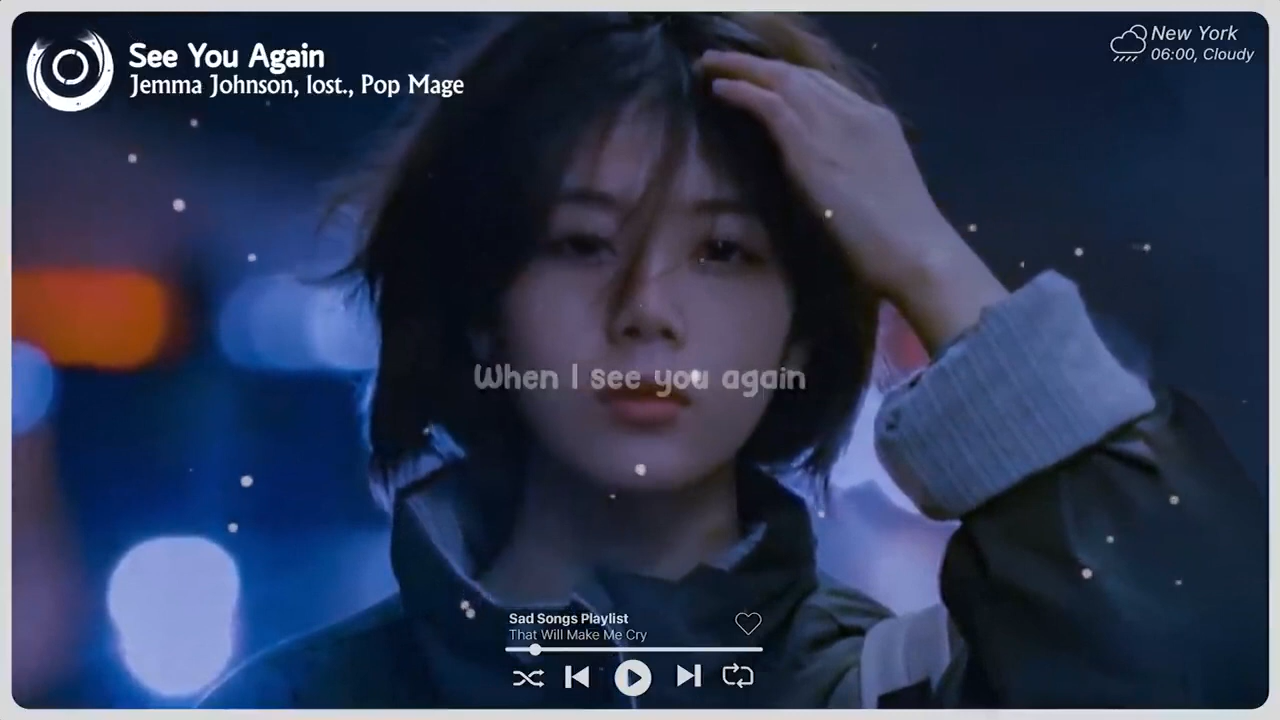 See You Again
Jemma Johnson, lost., Pop Mage
New York
06:00, Cloudy
When I see you again
Sad Songs Playlist
That Will Make Me Cry